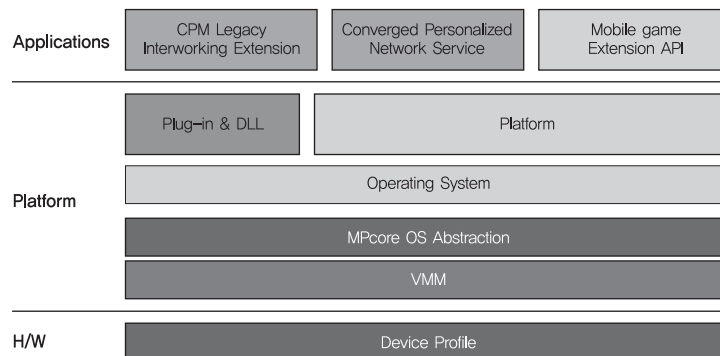 Applications
CPM Legacy
Interworking Extension
Converged Personalized
Network Service
Mobile game
Extension API
Platform
Plug-in & DLL
Platform
Operating System
MPcore OS Abstraction
VMM
H/W
Device Profile